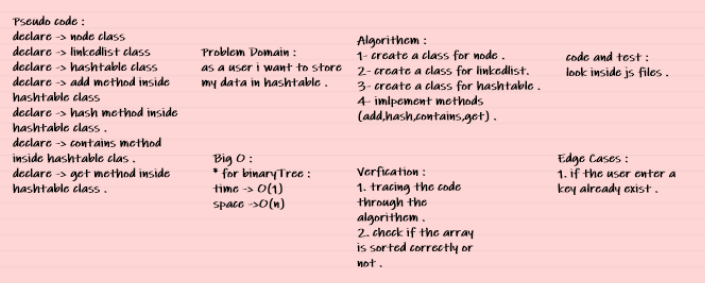 Pseudo code :
declare -> node class
declare -> linkedlist class
declare -> hashtable class
declare -> add method inside
hashtable class
declare -> hash method inside
hashtable class .
declare -> contains method
inside hashtable clas .
declare -> get method inside
hashtable class .
Problem Domain :
as a user i want to store
my data in hashtable .
Big O :
* for binaryTree :
time -> O(1)
space ->O(n)
Algorithem :
1- create a class for node .
2- create a class for linkedlist.
3- create a class for hashtable .
4- imlpement methods
(add,hash,contains,get) .
Verfication :
1. tracing the code
through the
algorithem .
2. check if the array
is sorted correctly or
not .
code and test :
look inside js files .
Edge Cases :
1. if the user enter a
key already exist .